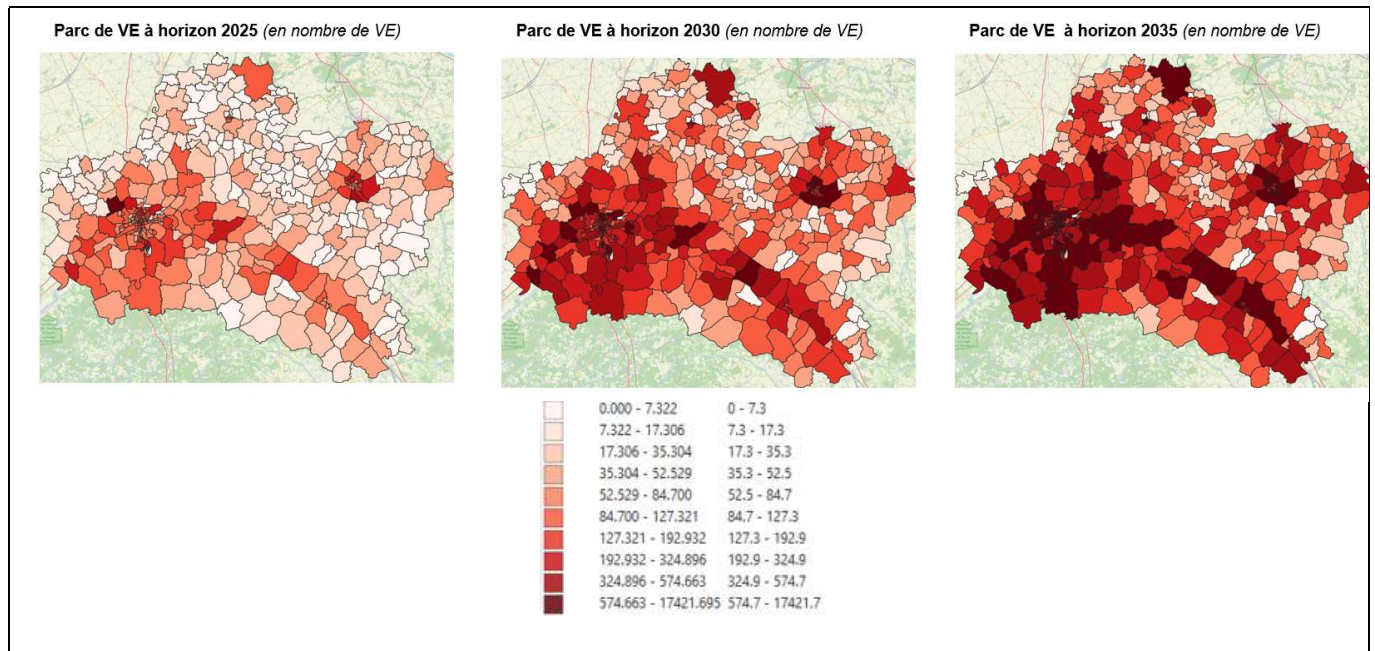 Parc de VE à horizon 2025 (en nombre de VE)
Parc de VE à horizon 2030 (en nombre de VE)
Parc de VE à horizon 2035 (en nombre de VE)
0.000 - 7.322 0 - 7.3
7.322 - 17.306 7.3 - 17.3
17.306 - 35.304 17.3 - 35.3
35.304 - 52.529 35.3 - 52.5
52.529 - 84.700 52.5 - 84.7
84.700 - 127.321 84.7 - 127.3
127.321 - 192.932 127.3 - 192.9
192.932 - 324.896 192.9 - 324.9
324.896 - 574.663 324.9 - 574.7
574.663 - 17421.695 574.7 - 17421.7